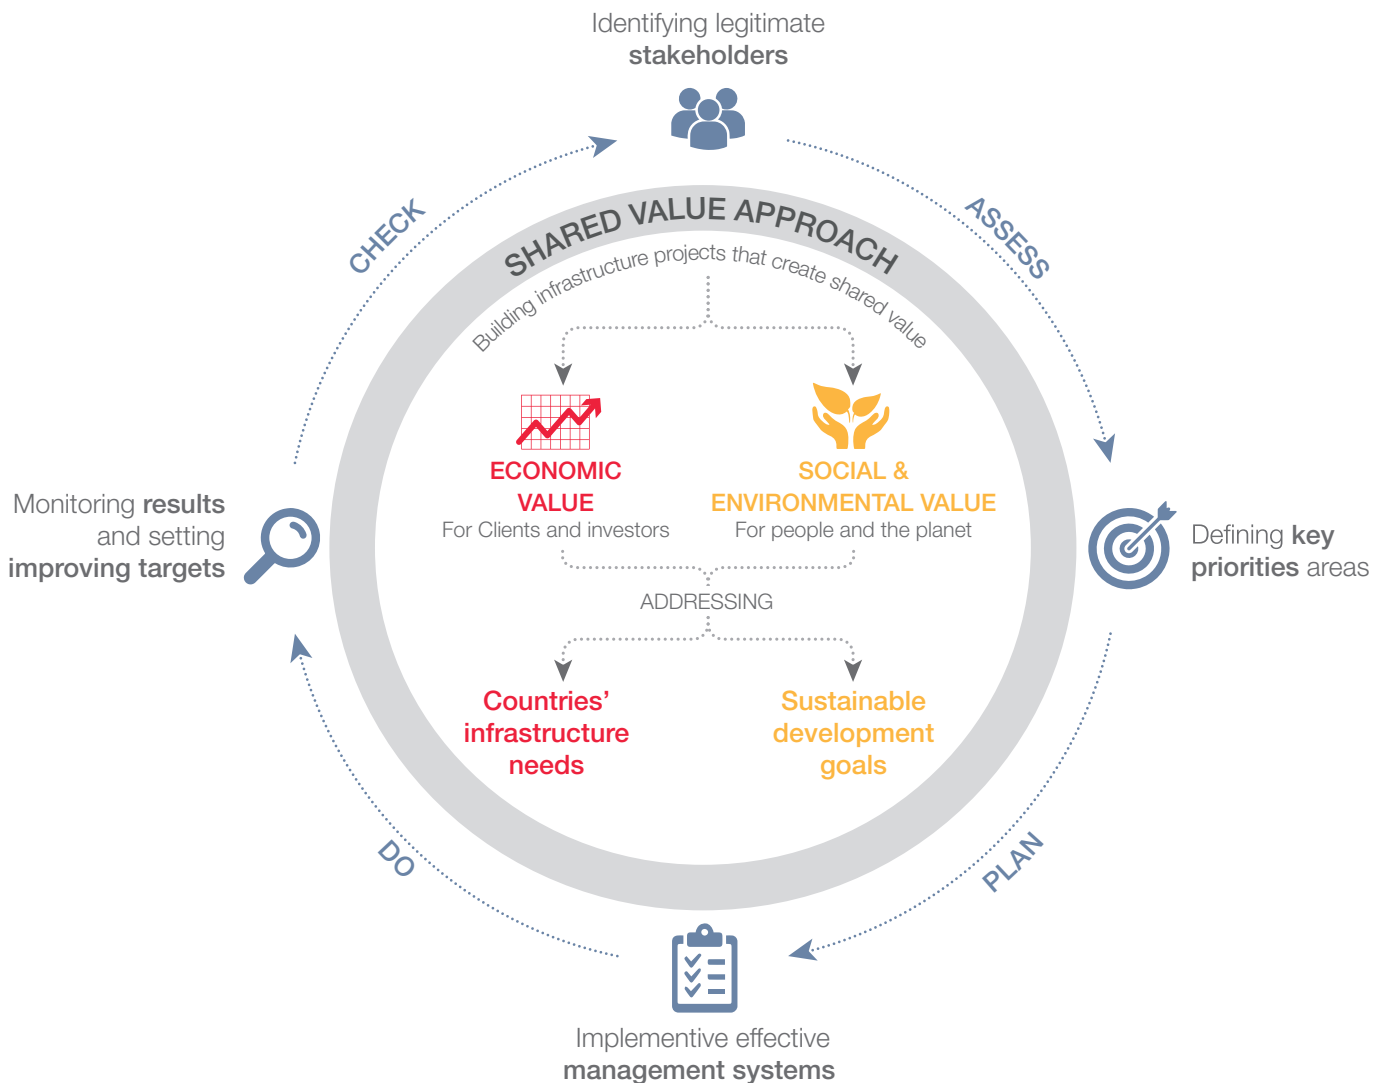 Identifying legitimate
stakeholders
CHECK
ASSESS
SHARED VALUE APPROACH
Building infrastructure projects that create shared value
ECONOMIC
VALUE
For Clients and investors
SOCIAL &
ENVIRONMENTAL VALUE
For people and the planet
Monitoring results
and setting
improving targets
Defining key
priorities areas
ADDRESSING
Countries’
infrastructure
needs
Sustainable
development
goals
DO
PLAN
Implementive effective
management systems